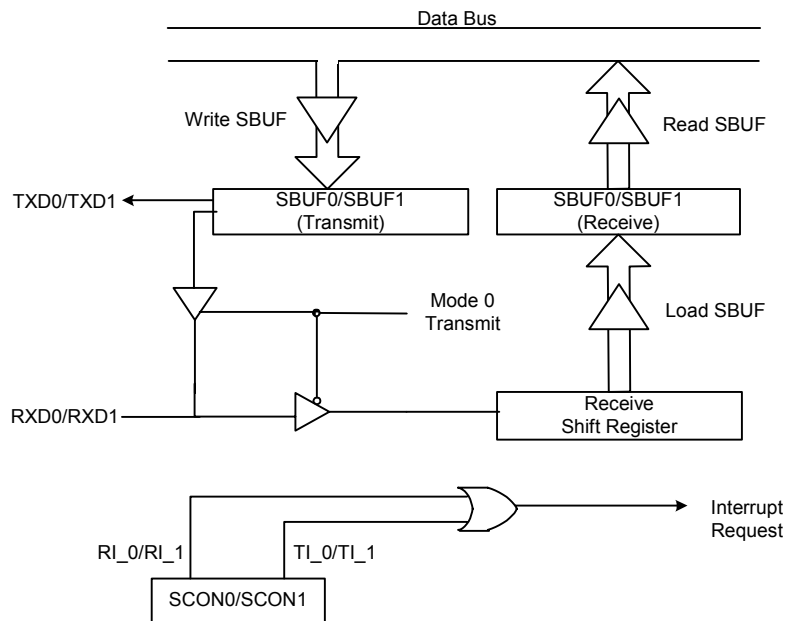 Data Bus
Write SBUF
Read SBUF
TXD0/TXD1
SBUF0/SBUF1
(Transmit)
SBUF0/SBUF1
(Receive)
Mode 0
Transmit
Load SBUF
RXD0/RXD1
Receive
Shift Register
Interrupt
Request
RI_0/RI_1
TI_0/TI_1
SCON0/SCON1